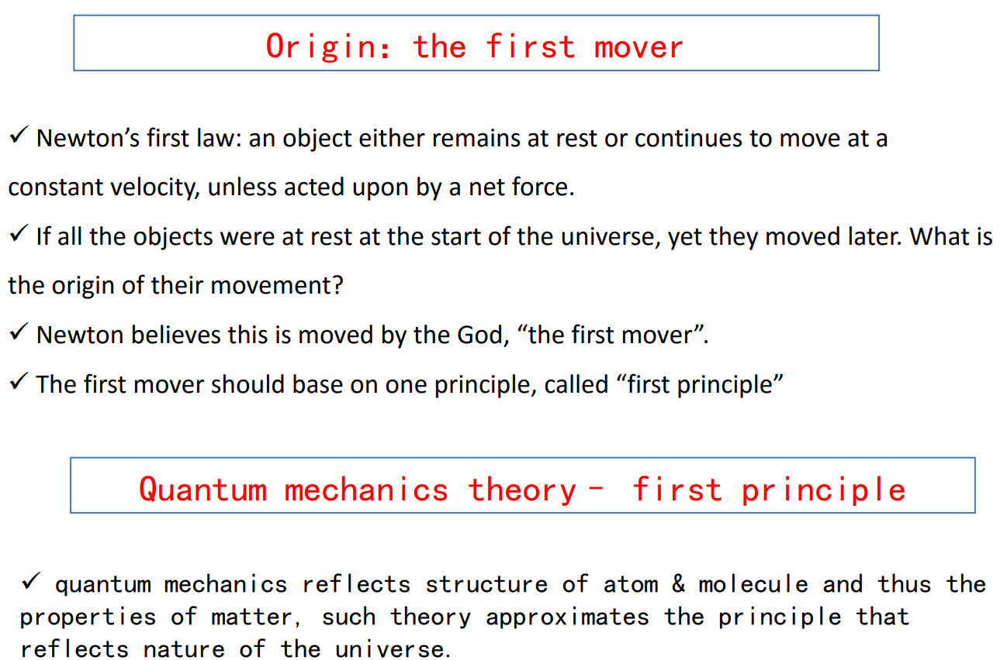 Origin：the first mover
✓ Newton’s first law: an object either remains at rest or continues to move at a
constant velocity, unless acted upon by a net force.
✓ If all the objects were at rest at the start of the universe, yet they moved later. What is
the origin of their movement?
✓ Newton believes this is moved by the God, “the first mover”.
✓ The first mover should base on one principle, called “first principle”
Quantum mechanics theory – first principle
✓ quantum mechanics reflects structure of atom & molecule and thus the
properties of matter, such theory approximates the principle that
reflects nature of the universe.